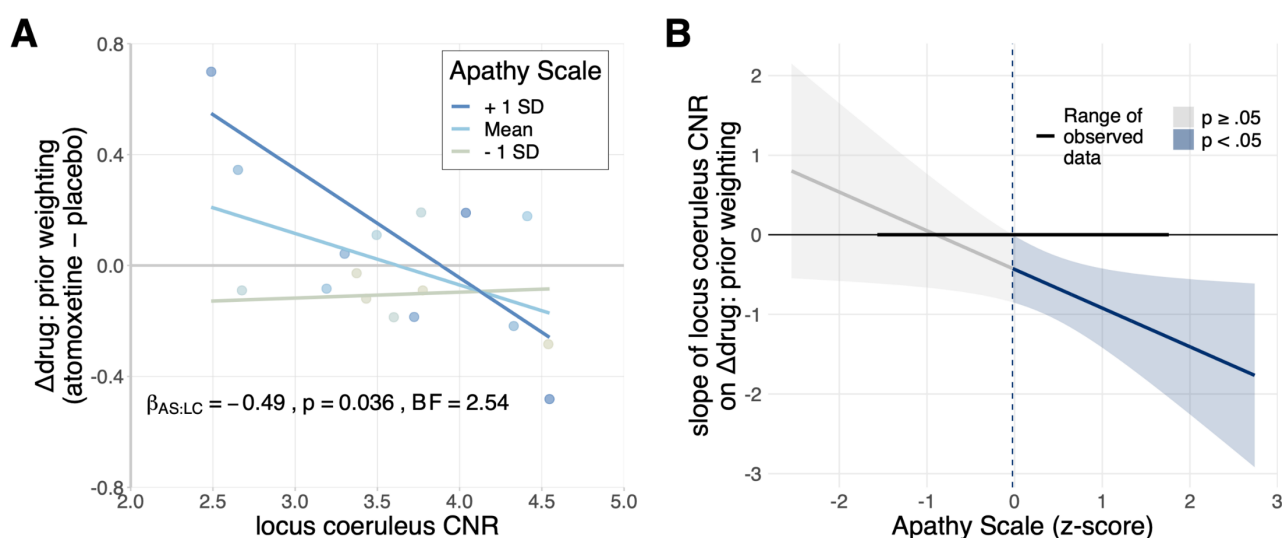 A
Δdrug: prior weighting
(atomoxetine – placebo)
0.8
0.4
0.0
-0.4
-0.8
Apathy Scale
+ 1 SD
Mean
- 1 SD
βAS:LC = −0.49 , p = 0.036 , BF = 2.54
2.0 2.5 3.0 3.5 4.0 4.5 5.0
locus coeruleus CNR
B
slope of locus coeruleus CNR
on Δdrug: prior weighting
2
1
0
-1
-2
-3
Range of
observed
data
p ≥ .05
p < .05
-2 -1 0 1 2 3
Apathy Scale (z-score)